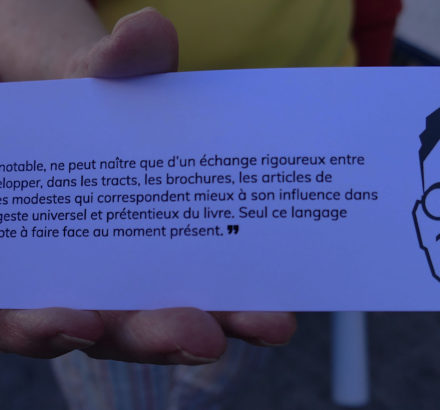 notable, ne peut naître que d'un échange rigoureux entre
elopper, dans les tracts, les brochures, les articles de
es modestes qui correspondent mieux à son influence dans
geste universel et prétentieux du livre. Seul ce langage
pte à faire face au moment présent. ❞